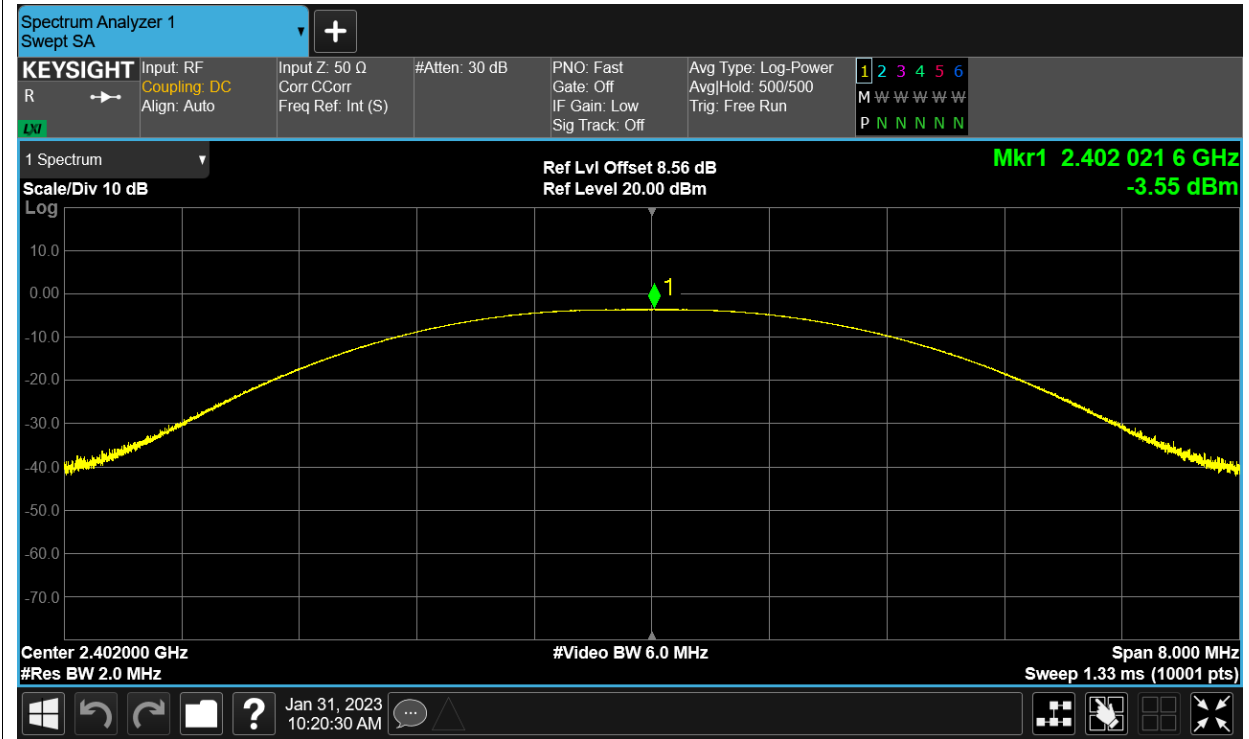 Spectrum Analyzer 1
Swept SA
KEYSIGHT
R
LXI
Input: RF
Coupling: DC
Align: Auto
Input Z: 50 Ω
Corr CCorr
Freq Ref: Int (S)
#Atten: 30 dB
PNO: Fast
Gate: Off
IF Gain: Low
Sig Track: Off
Avg Type: Log-Power
Avg|Hold: 500/500
Trig: Free Run
1 2 3 4 5 6
M W W W W W
P N N N N N
1 Spectrum
Scale/Div 10 dB
Log
Ref Lvl Offset 8.56 dB
Ref Level 20.00 dBm
Mkr1 2.402 021 6 GHz
-3.55 dBm
10.0
0.00
-10.0
-20.0
-30.0
-40.0
-50.0
-60.0
-70.0
1
Center 2.402000 GHz
#Video BW 6.0 MHz
Span 8.000 MHz
#Res BW 2.0 MHz
Sweep 1.33 ms (10001 pts)
?
Jan 31, 2023
10:20:30 AM